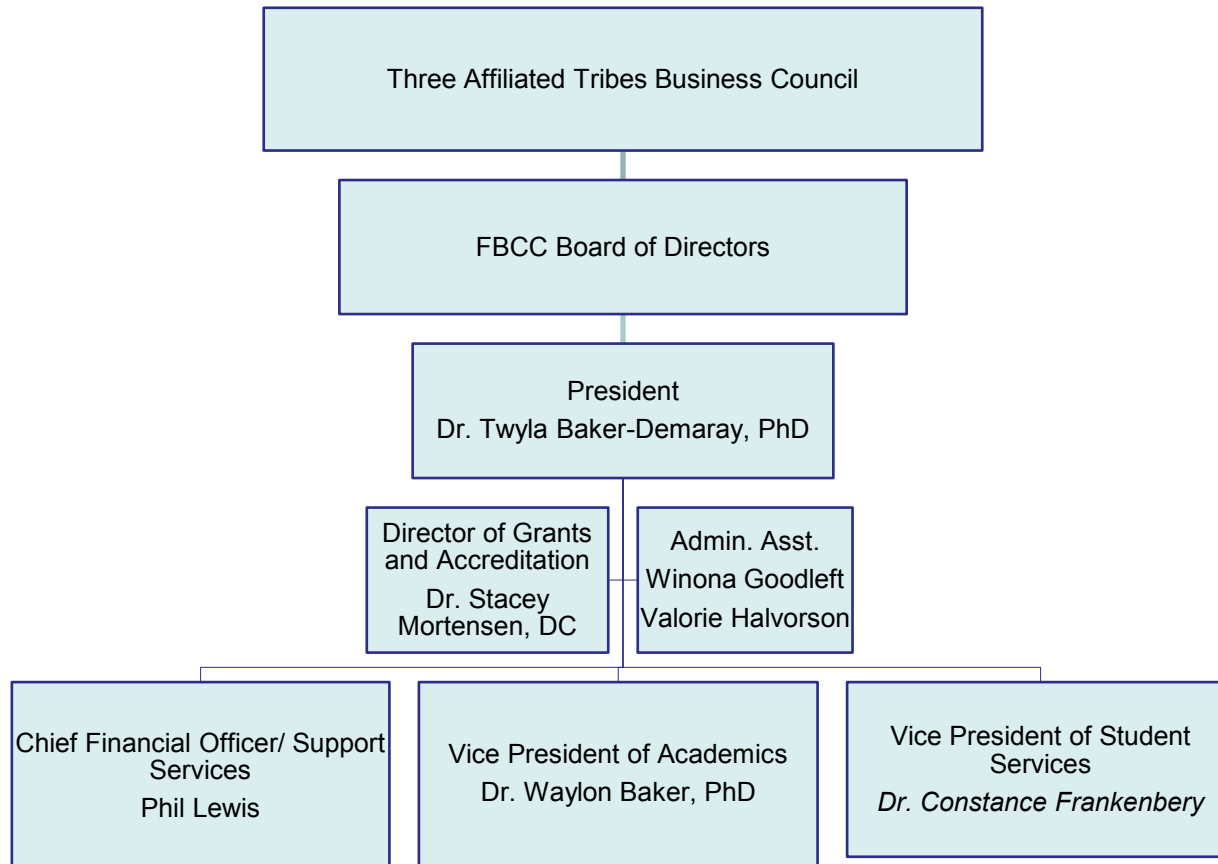 Three Affiliated Tribes Business Council
FBCC Board of Directors
President
Dr. Twyla Baker-Demaray, PhD
Director of Grants
and Accreditation
Dr. Stacey
Mortensen, DC
Admin. Asst.
Winona Goodleft
Valorie Halvorson
Chief Financial Officer/ Support
Services
Phil Lewis
Vice President of Academics
Dr. Waylon Baker, PhD
Vice President of Student
Services
Dr. Constance Frankenbery